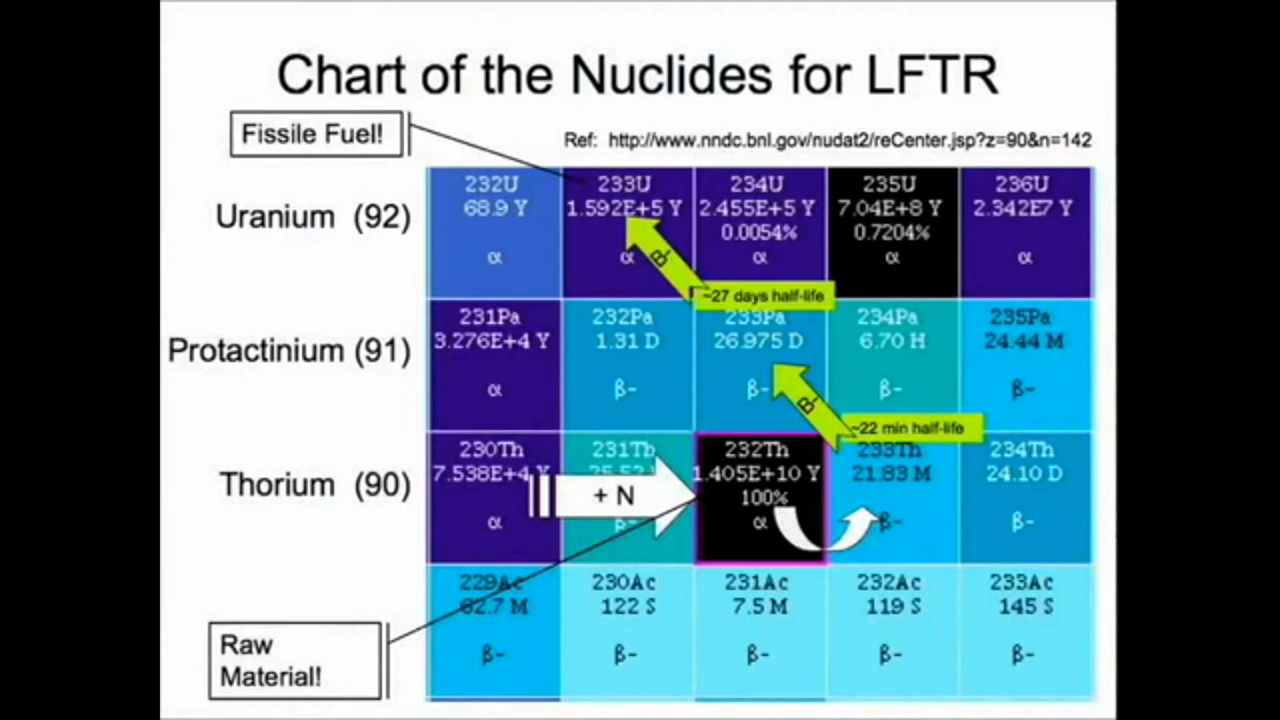 Chart of the Nuclides for LFTR
Fissile Fuel!
Ref: http://www.nndc.bnl.gov/nudat2/reCenter.jsp?z=90&n=142
Uranium (92)
232U
68.9 Y
α
233U
1.592E+5 Y
α
234U
2.455E+5 Y
0.0054%
α
235U
7.04E+8 Y
0.7204%
α
236U
2.342E7 Y
α
B-
~27 days half-life
Protactinium (91)
231Pa
3.276E+4 Y
α
232Pa
1.31 D
β-
233Pa
26.975 D
β-
234Pa
6.70 H
β-
235Pa
24.44 M
β-
B-
~22 min half-life
Thorium (90)
230Th
7.538E+4 Y
α
231Th
β-
232Th
1.405E+10 Y
100%
α
233Th
21.83 M
β-
234Th
24.10 D
β-
+ N
229Ac
62.7 M
β-
230Ac
122 S
β-
231Ac
7.5 M
β-
232Ac
119 S
β-
233Ac
145 S
β-
Raw
Material!